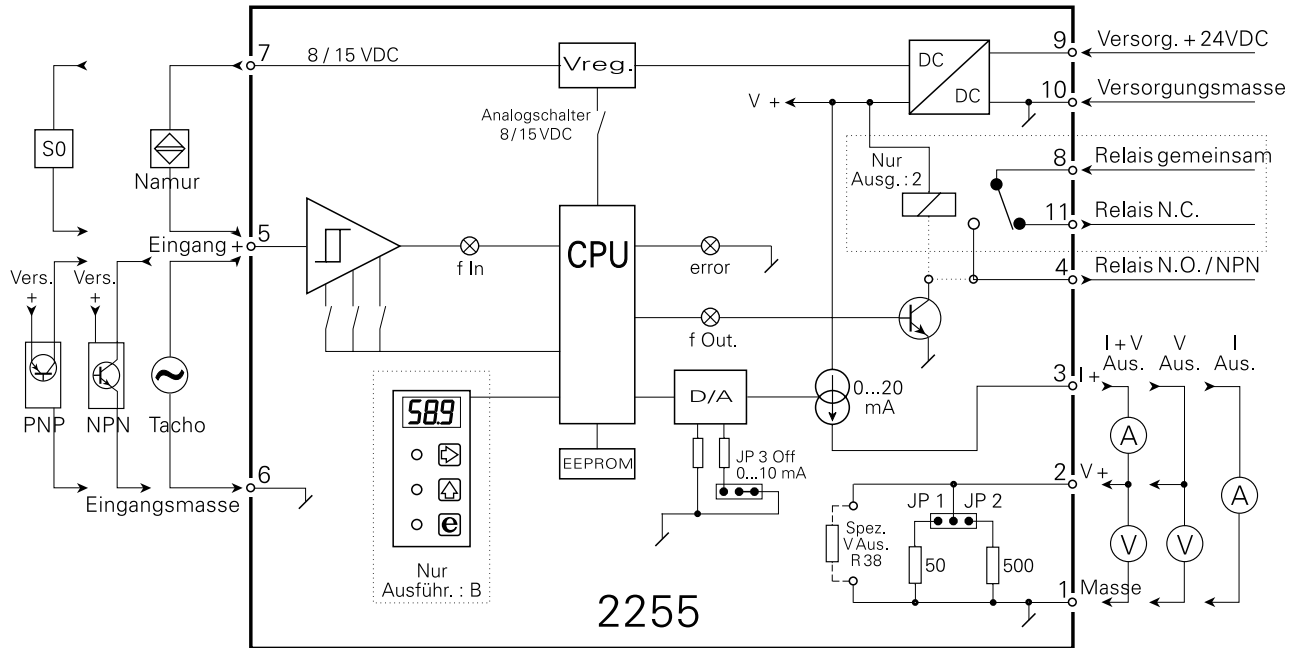 7
8 / 15 VDC
Vreg.
DC
DC
9
Versorg. + 24VDC
10
Versorgungsmasse
V +
Analogschalter
8 / 15 VDC
S0
Namur
Nur
Ausg. : 2
8
Relais gemeinsam
11
Relais N.C.
Eingang +
5
CPU
f In
error
4
Relais N.O. / NPN
Vers.
+
Vers.
+
f Out.
PNP
NPN
Tacho
58.9
e
Nur
Ausführ. : B
D/A
EEPROM
JP 3 Off
0...10 mA
0...20
mA
3
I +
I + V
Aus.
V
Aus.
I
Aus.
A
A
V
V
6
Eingangsmasse
2
V +
JP 1
JP 2
Spez.
V Aus.
R 38
50
500
1
Masse
2255